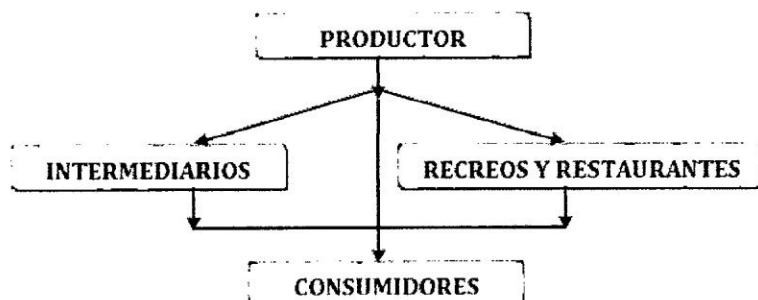 PRODUCTOR
INTERMEDIARIOS
RECREOS Y RESTAURANTES
CONSUMIDORES